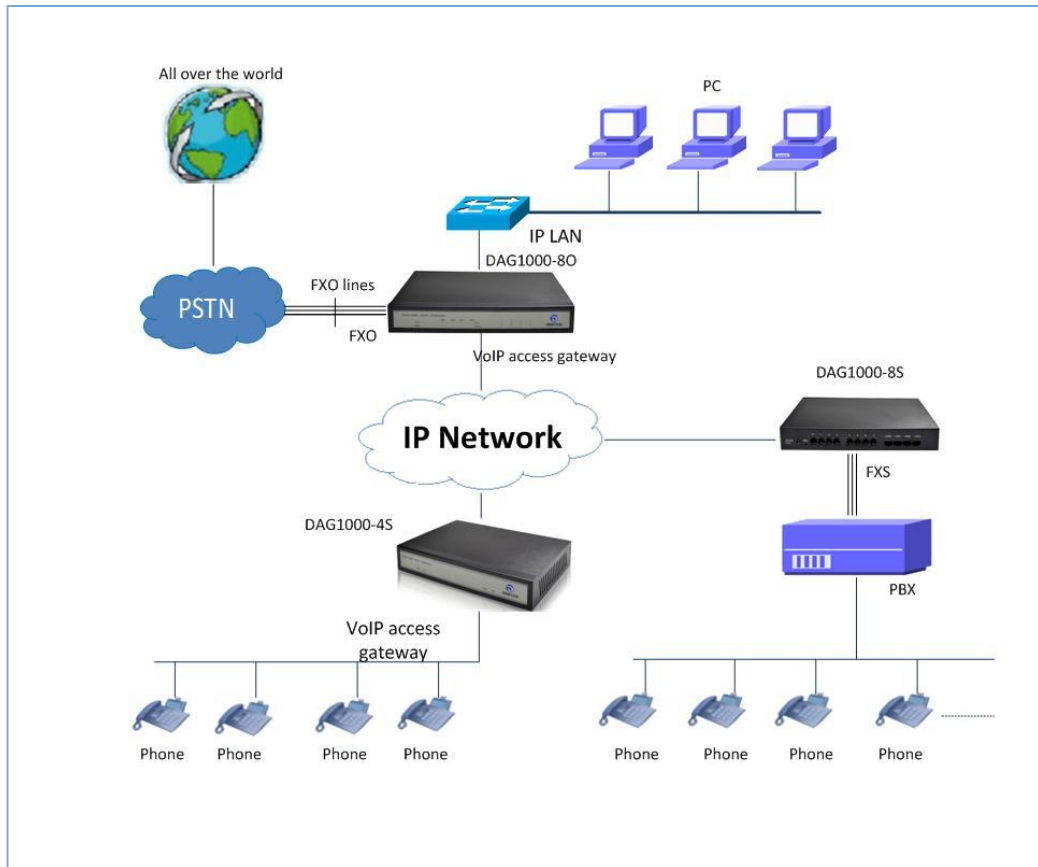 All over the world
PC
IP LAN
DAG1000-8O
FXO lines
PSTN
FXO
VoIP access gateway
DAG1000-8S
IP Network
FXS
DAG1000-4S
PBX
VoIP access
gateway
Phone
Phone
Phone
Phone
Phone
Phone
Phone
Phone